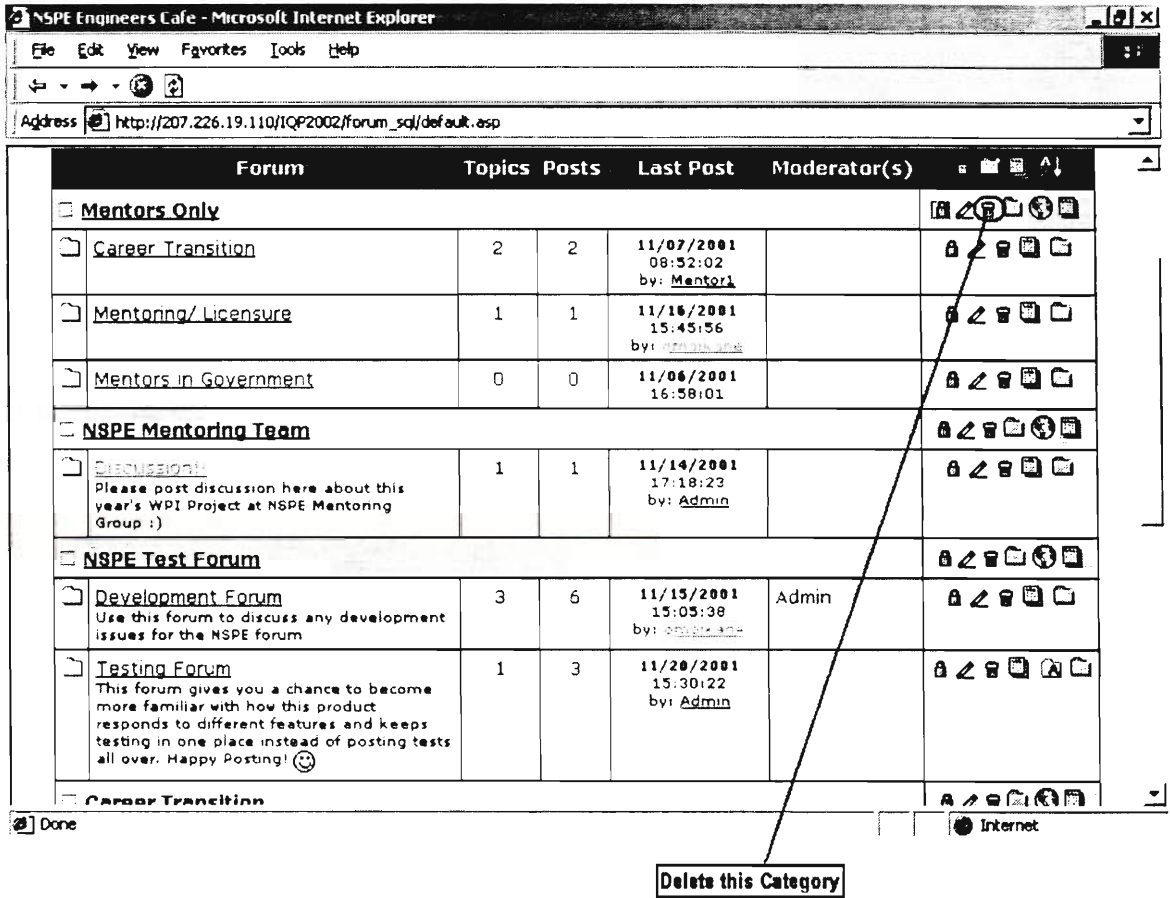 NSPE Engineers Cafe - Microsoft Internet Explorer
File Edit View Favorites Tools Help
Address http://207.226.19.110/IQP2002/forum_sql/default.asp
Forum Topics Posts Last Post Moderator(s)
Mentors Only
Career Transition 2 2 11/07/2001
08:52:02
by: Mentor1
Mentoring/ Licensure 1 1 11/16/2001
15:45:56
by:
Mentors in Government 0 0 11/06/2001
16:58:01
NSPE Mentoring Team
Discussion!! 1 1 11/14/2001
Please post discussion here about this 17:18:23
year's WPI Project at NSPE Mentoring by: Admin
Group :)
NSPE Test Forum
Development Forum 3 6 11/15/2001 Admin
Use this forum to discuss any development 15:05:38
issues for the NSPE forum by:
Testing Forum 1 3 11/20/2001
This forum gives you a chance to become 15:30:22
more familiar with how this product by: Admin
responds to different features and keeps
testing in one place instead of posting tests
all over. Happy Posting!
Career Transition
Done Internet
Delete this Category